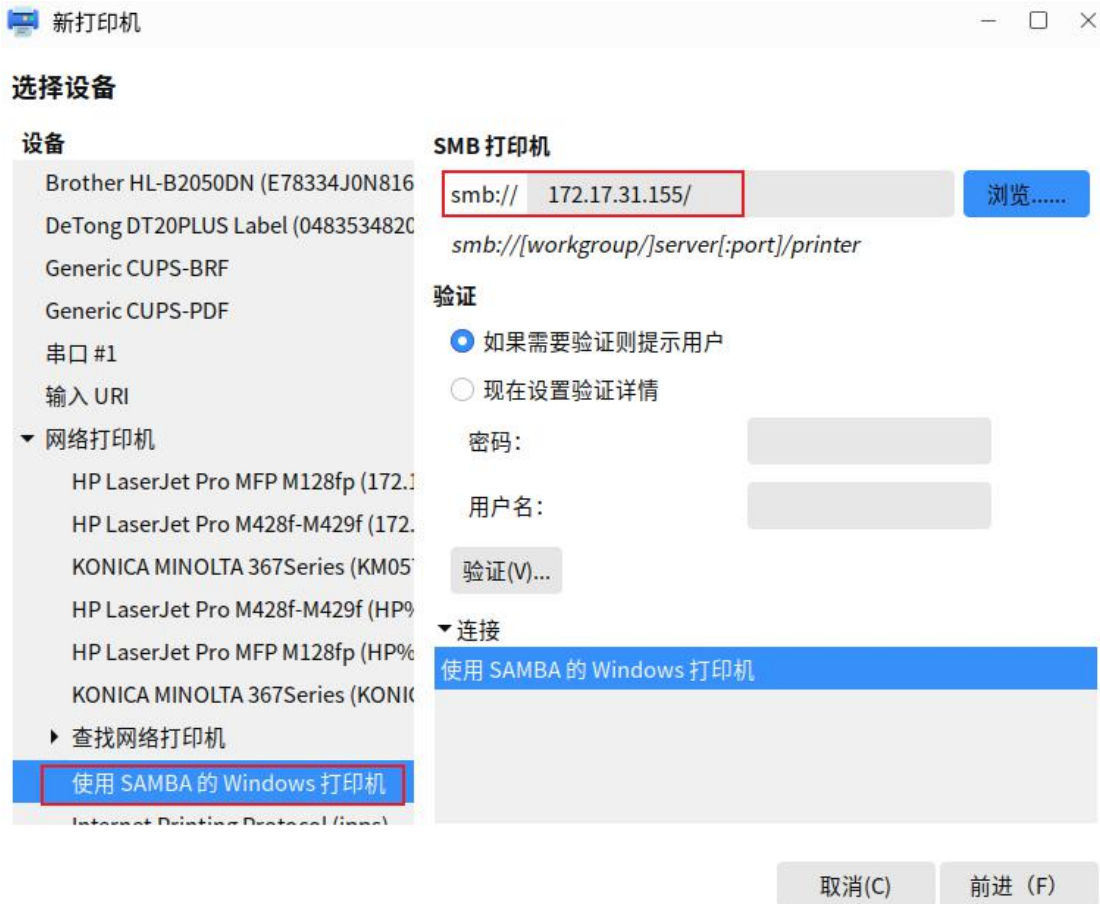 新打印机
选择设备
设备
Brother HL-B2050DN (E78334J0N816
DeTong DT20PLUS Label (0483534820
Generic CUPS-BRF
Generic CUPS-PDF
串口 #1
输入 URI
网络打印机
HP LaserJet Pro MFP M128fp (172.1
HP LaserJet Pro M428f-M429f (172.
KONICA MINOLTA 367Series (KM057
HP LaserJet Pro M428f-M429f (HP%
HP LaserJet Pro MFP M128fp (HP%
KONICA MINOLTA 367Series (KONIC
查找网络打印机
使用 SAMBA 的 Windows 打印机
Internet Printing Protocol (ipps)
SMB 打印机
smb:// 172.17.31.155/ 浏览......
smb://[workgroup/]server[:port]/printer
验证
如果需要验证则提示用户
现在设置验证详情
密码:
用户名:
验证(V)...
连接
使用 SAMBA 的 Windows 打印机
取消(C) 前进（F）